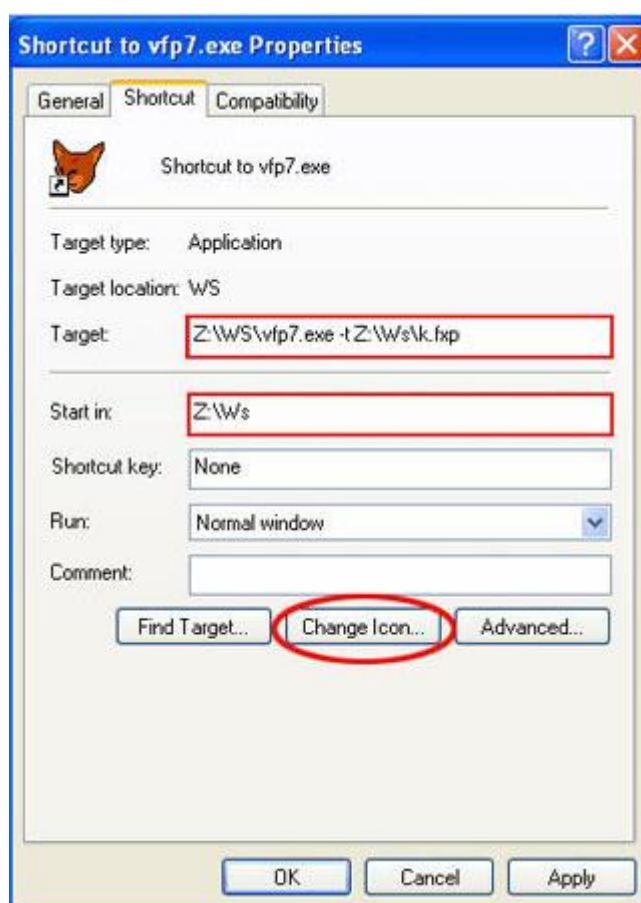 Shortcut to vfp7.exe Properties
General Shortcut Compatibility
Shortcut to vfp7.exe
Target type: Application
Target location: WS
Target: Z:\WS\vfp7.exe -t Z:\Ws\k.fxp
Start in: Z:\Ws
Shortcut key: None
Run: Normal window
Comment:
Find Target... Change Icon... Advanced...
OK Cancel Apply